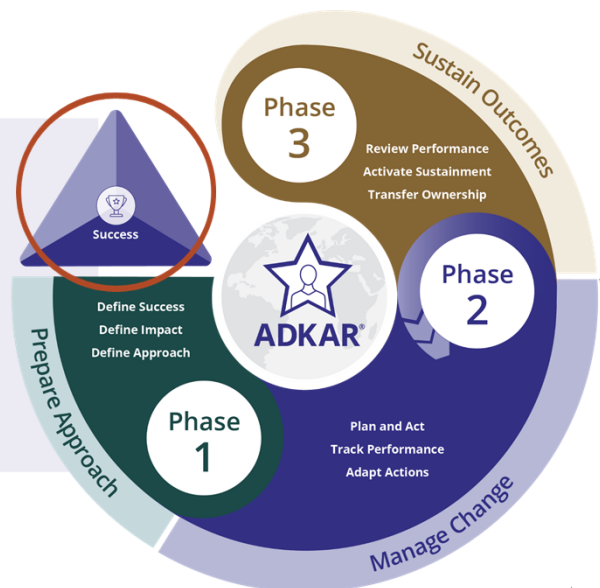 Success
Prepare Approach
Define Success
Define Impact
Define Approach
Phase
1
Manage Change
Phase
2
Plan and Act
Track Performance
Adapt Actions
Sustain Outcomes
Phase
3
Review Performance
Activate Sustainment
Transfer Ownership
ADKAR®